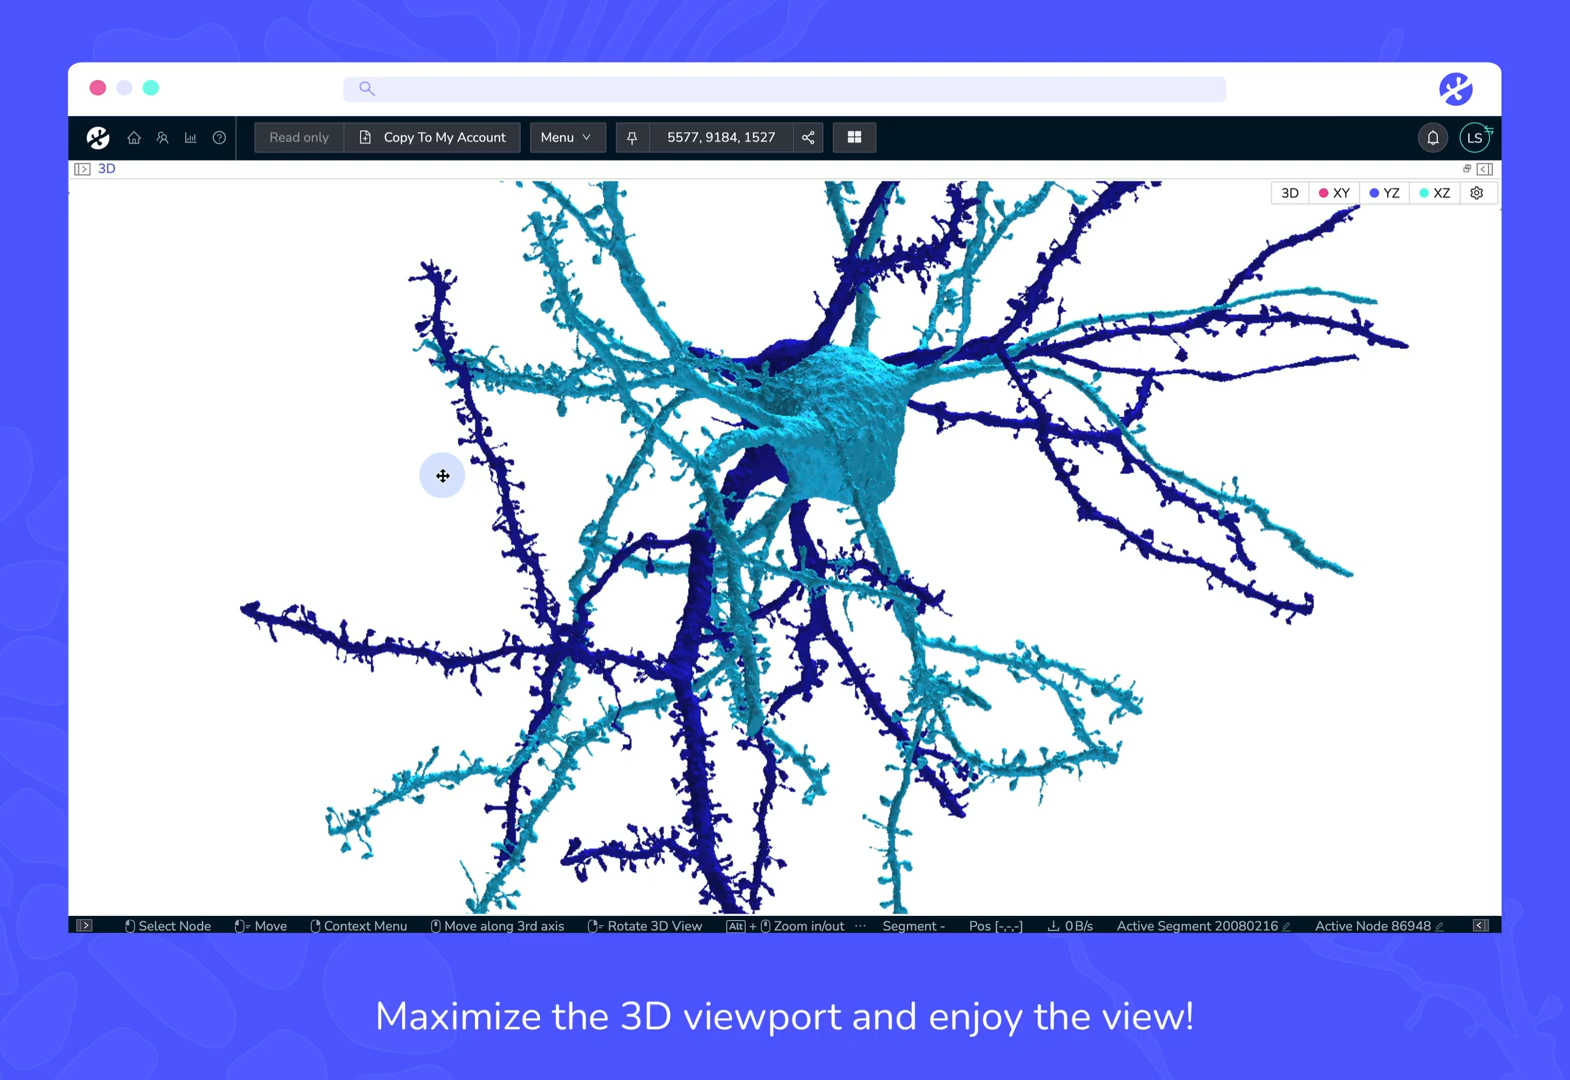 Read only Copy To My Account Menu 5577, 9184, 1527 LS
3D
3D XY YZ XZ
Select Node Move Context Menu Move along 3rd axis Rotate 3D View Alt + Zoom in/out ··· Segment - Pos [-,-,-] 0 B/s Active Segment 20080216 Active Node 86948
Maximize the 3D viewport and enjoy the view!